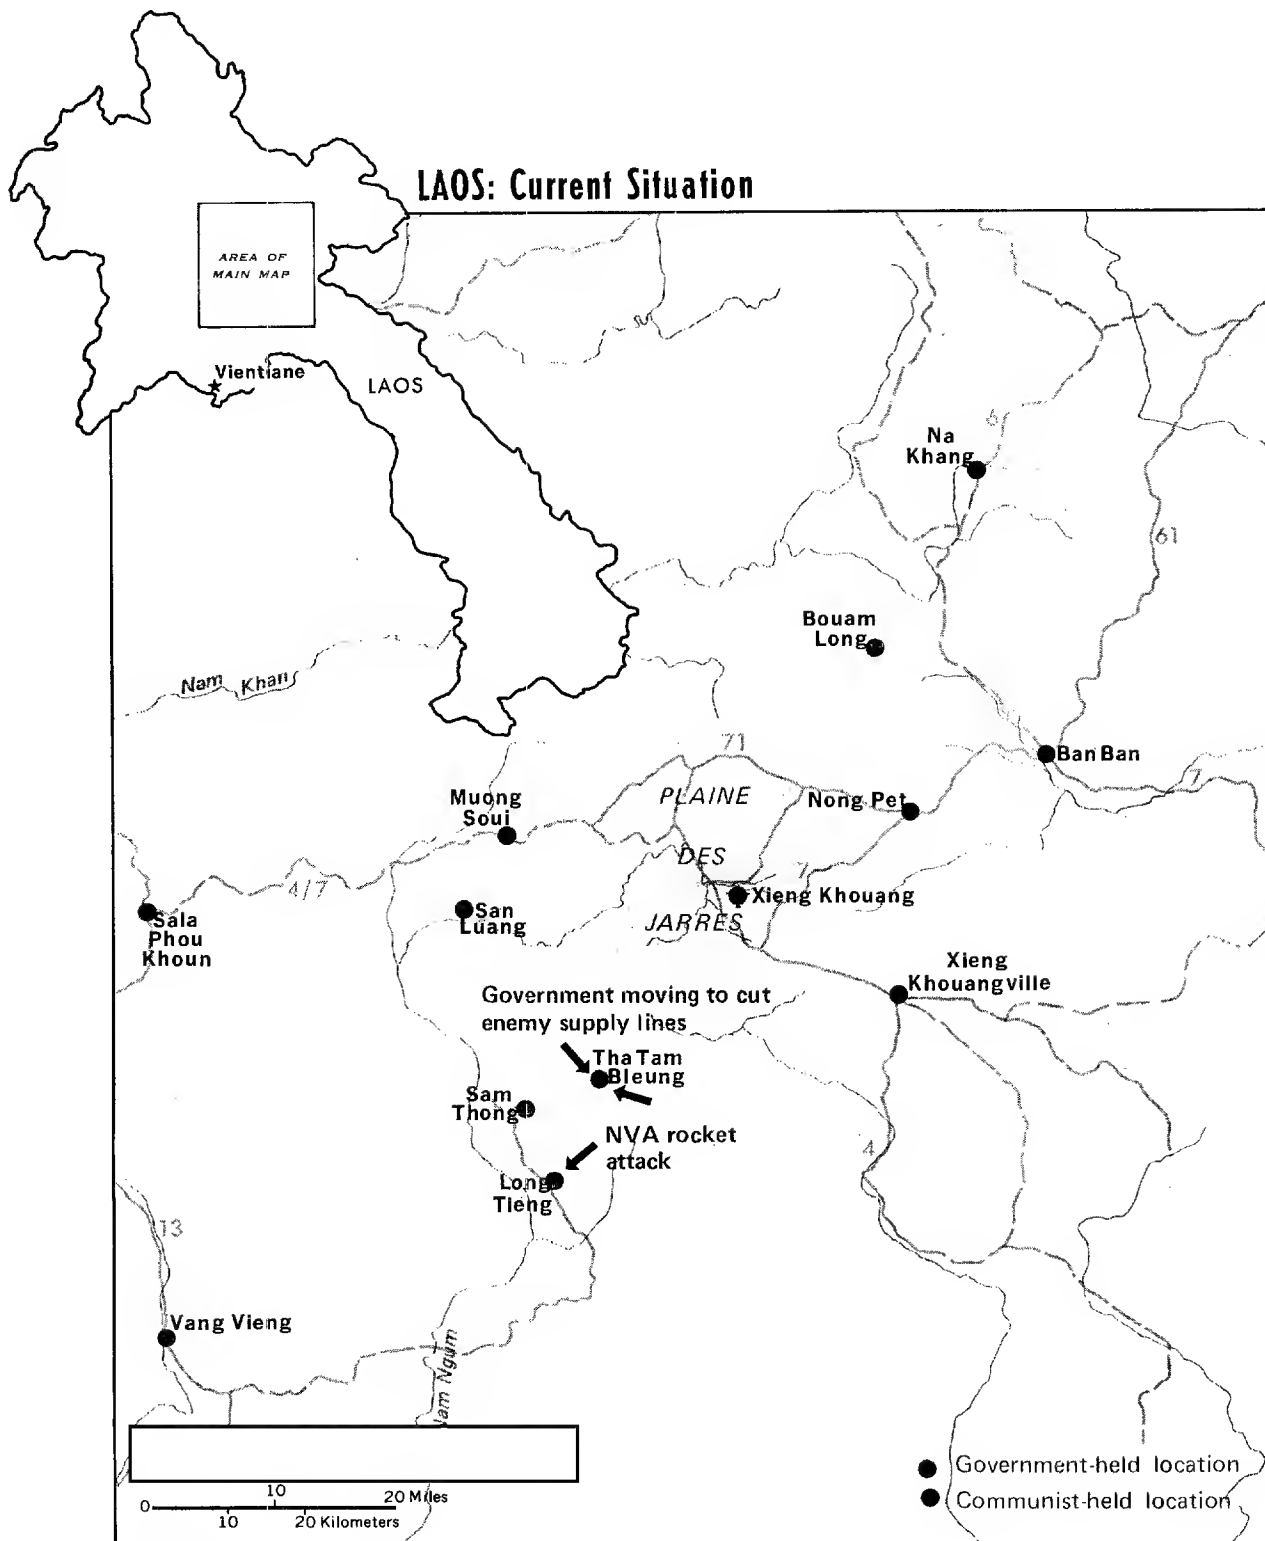 LAOS: Current Situation
AREA OF
MAIN MAP
Vientiane
LAOS
Na
Khang
6
61
Bouam
Long
Nam Khan
71
Ban Ban
7
Muong
Soui
PLAINE
Nong Pet
DES
7
4/7
Xieng Khouang
JARRES
Sala
Phou
Khoun
San
Luang
Xieng
Khouangville
Government moving to cut
enemy supply lines
Tha Tam
Bleung
Sam
Thong
NVA rocket
attack
4
Long
Tieng
13
Vang Vieng
Nam Ngum
Government-held location
Communist-held location
10
0
20 Miles
10
20 Kilometers